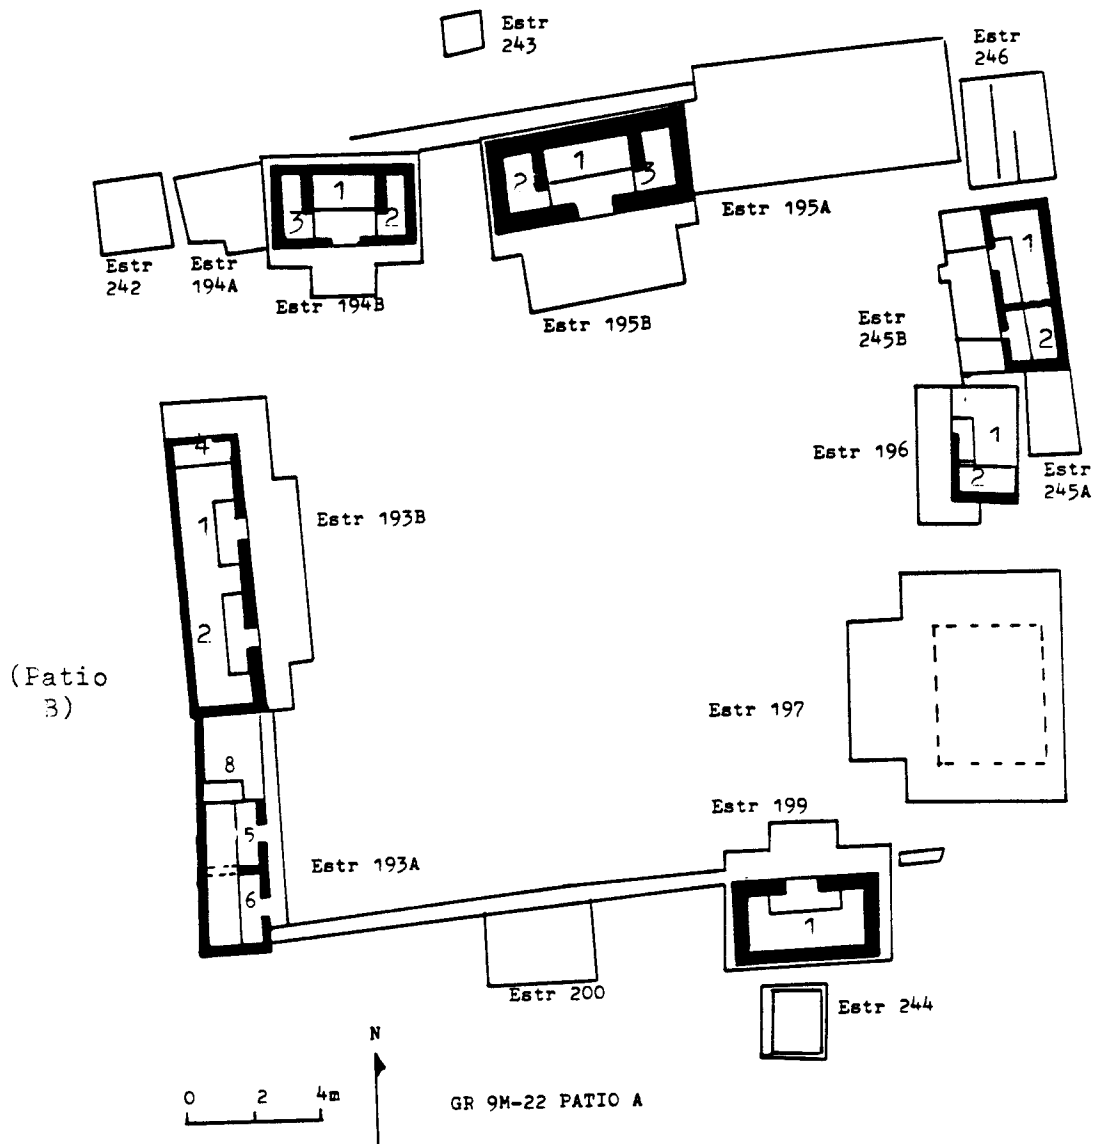 Estr
243
Estr
246
1
1
2
3
1
3
2
Estr 195A
1
Estr
242
Estr
194A
Estr 194B
Estr 195B
Estr
245B
2
4
1
Estr 196
2
Estr
245A
1
Estr 193B
2
(Patio
B)
Estr 197
8
Estr 199
5
Estr 193A
6
1
Estr 200
Estr 244
N
0 2 4m
GR 9M-22 PATIO A